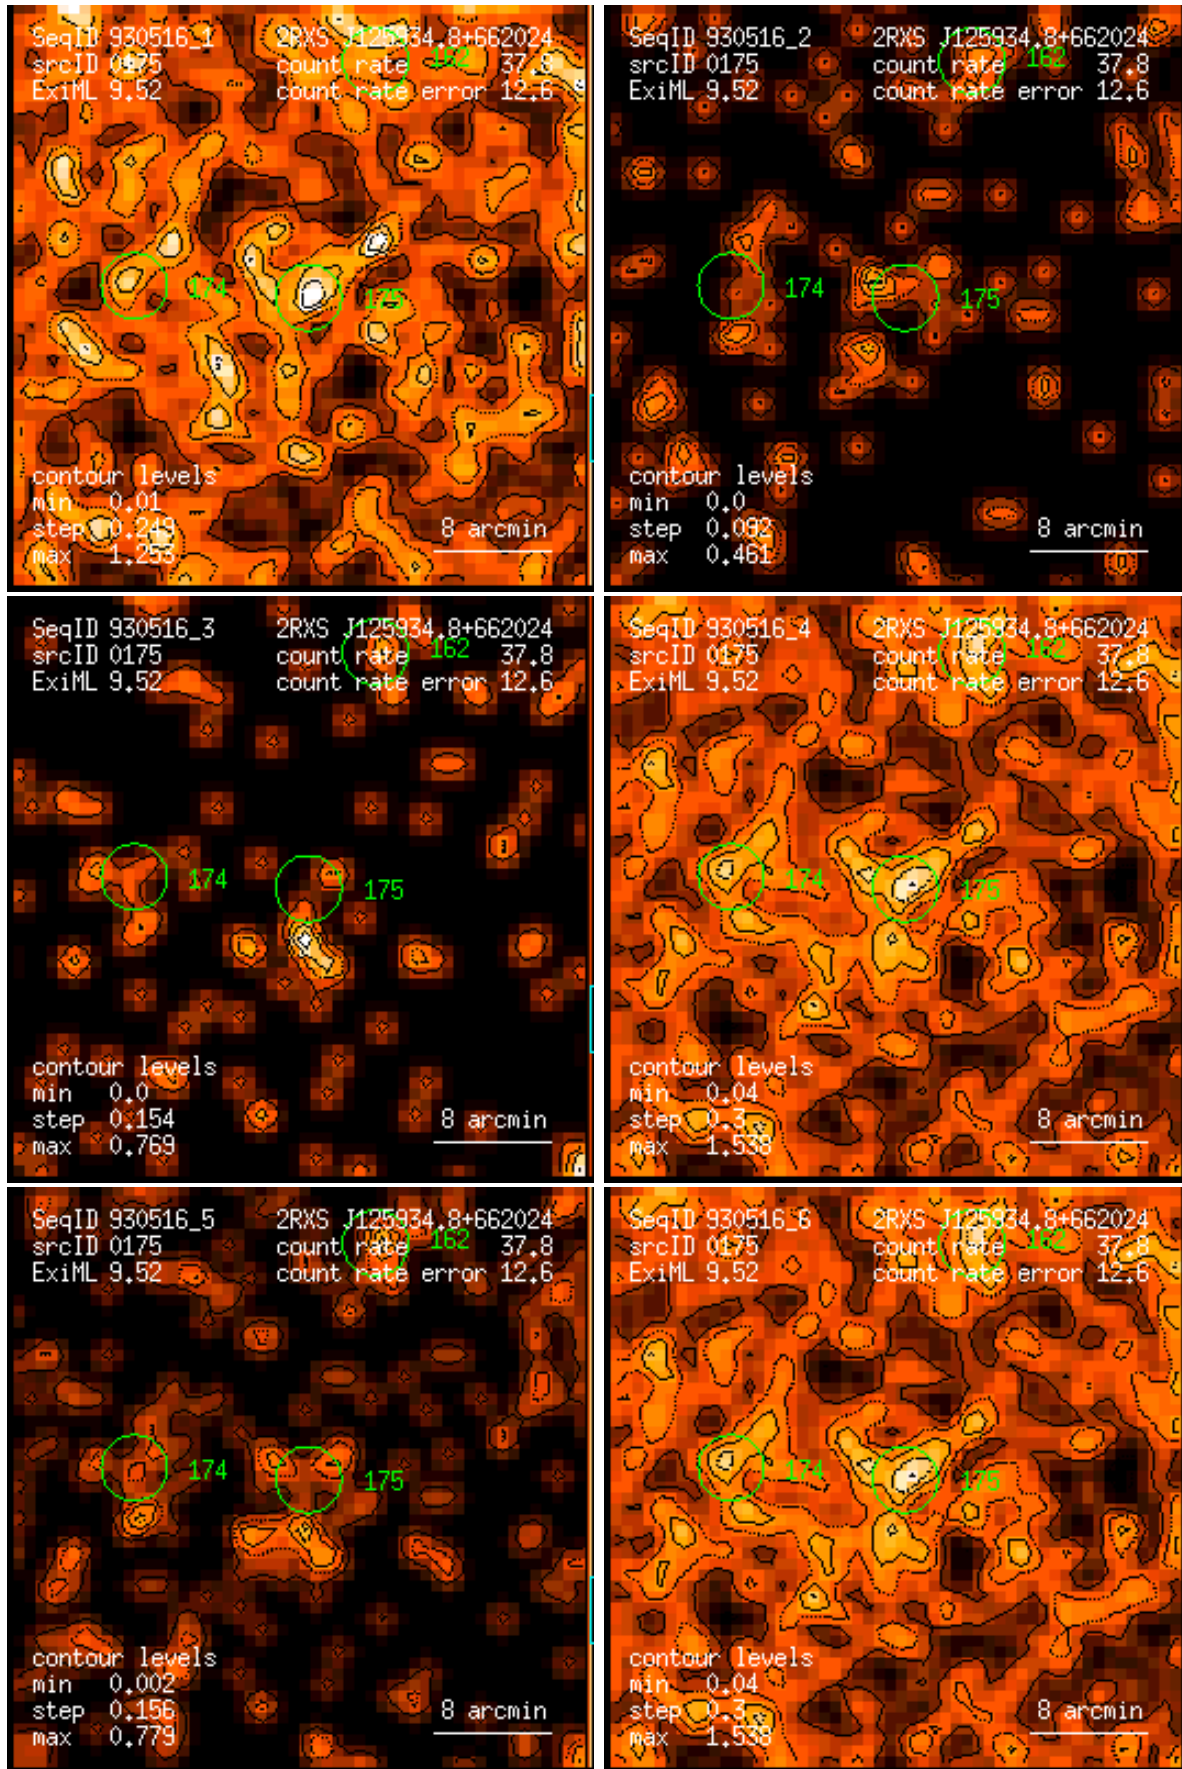 SeqID 930516_1 2RXS J125934.8+662024
srcID 0175 count rate 37.8 162
ExiML 9.52 count rate error 12.6
174 175
contour levels
min 0.01
step 0.249 8 arcmin
max 1.253
SeqID 930516_2 2RXS J125934.8+662024
srcID 0175 count rate 37.8 162
ExiML 9.52 count rate error 12.6
174 175
contour levels
min 0.0
step 0.092 8 arcmin
max 0.461
SeqID 930516_3 2RXS J125934.8+662024
srcID 0175 count rate 37.8 162
ExiML 9.52 count rate error 12.6
174 175
contour levels
min 0.0
step 0.154 8 arcmin
max 0.769
SeqID 930516_4 2RXS J125934.8+662024
srcID 0175 count rate 37.8 162
ExiML 9.52 count rate error 12.6
174 175
contour levels
min 0.04
step 0.3 8 arcmin
max 1.538
SeqID 930516_5 2RXS J125934.8+662024
srcID 0175 count rate 37.8 162
ExiML 9.52 count rate error 12.6
174 175
contour levels
min 0.002
step 0.156 8 arcmin
max 0.779
SeqID 930516_6 2RXS J125934.8+662024
srcID 0175 count rate 37.8 162
ExiML 9.52 count rate error 12.6
174 175
contour levels
min 0.04
step 0.3 8 arcmin
max 1.538